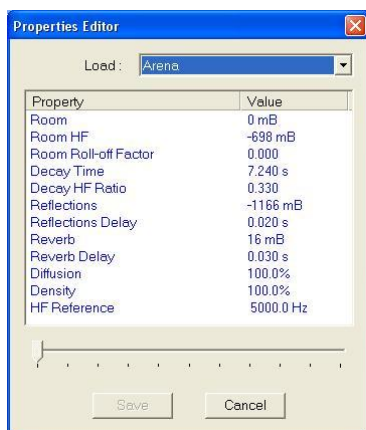 Properties Editor
Load : Arena
Property Value
Room 0 mB
Room HF -698 mB
Room Roll-off Factor 0.000
Decay Time 7.240 s
Decay HF Ratio 0.330
Reflections -1166 mB
Reflections Delay 0.020 s
Reverb 16 mB
Reverb Delay 0.030 s
Diffusion 100.0%
Density 100.0%
HF Reference 5000.0 Hz
Save Cancel